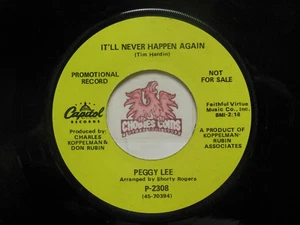 IT'LL NEVER HAPPEN AGAIN
(Tim Hardin)
PROMOTIONAL
RECORD
NOT
FOR SALE
Capitol
RECORDS
Produced by:
CHARLES
KOPPELMAN
& DON RUBIN
Faithful Virtue
Music Co., Inc.
BMI-2:18
A PRODUCT OF
KOPPELMAN-
RUBIN
ASSOCIATES
PEGGY LEE
Arranged by Shorty Rogers
P-2308
(45-70394)